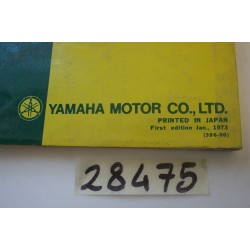 YAMAHA MOTOR CO., LTD.
PRINTED IN JAPAN
First edition Jan., 1973
28475